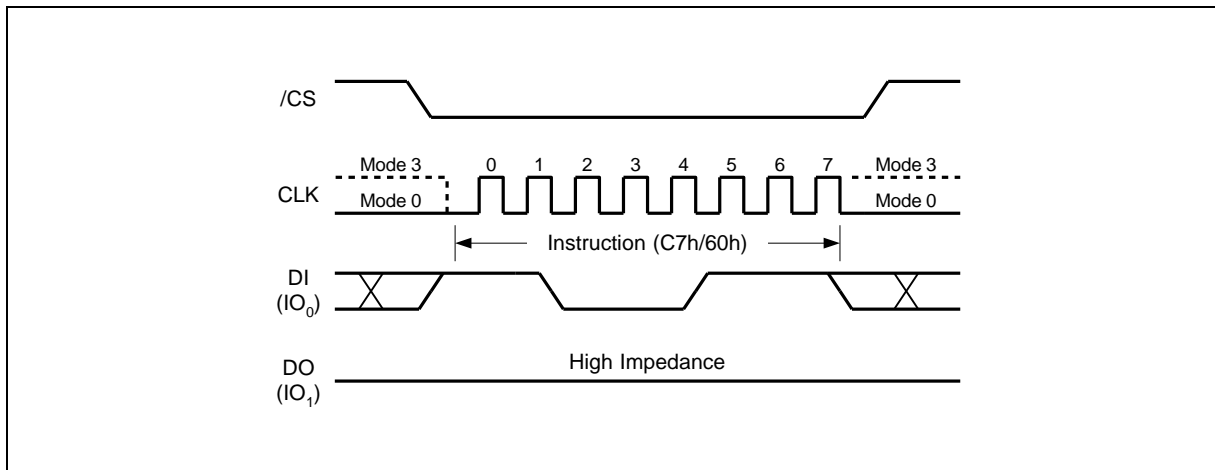 /CS
Mode 3 0 1 2 3 4 5 6 7 Mode 3
CLK
Mode 0 Mode 0
Instruction (C7h/60h)
DI
(IO0)
High Impedance
DO
(IO1)